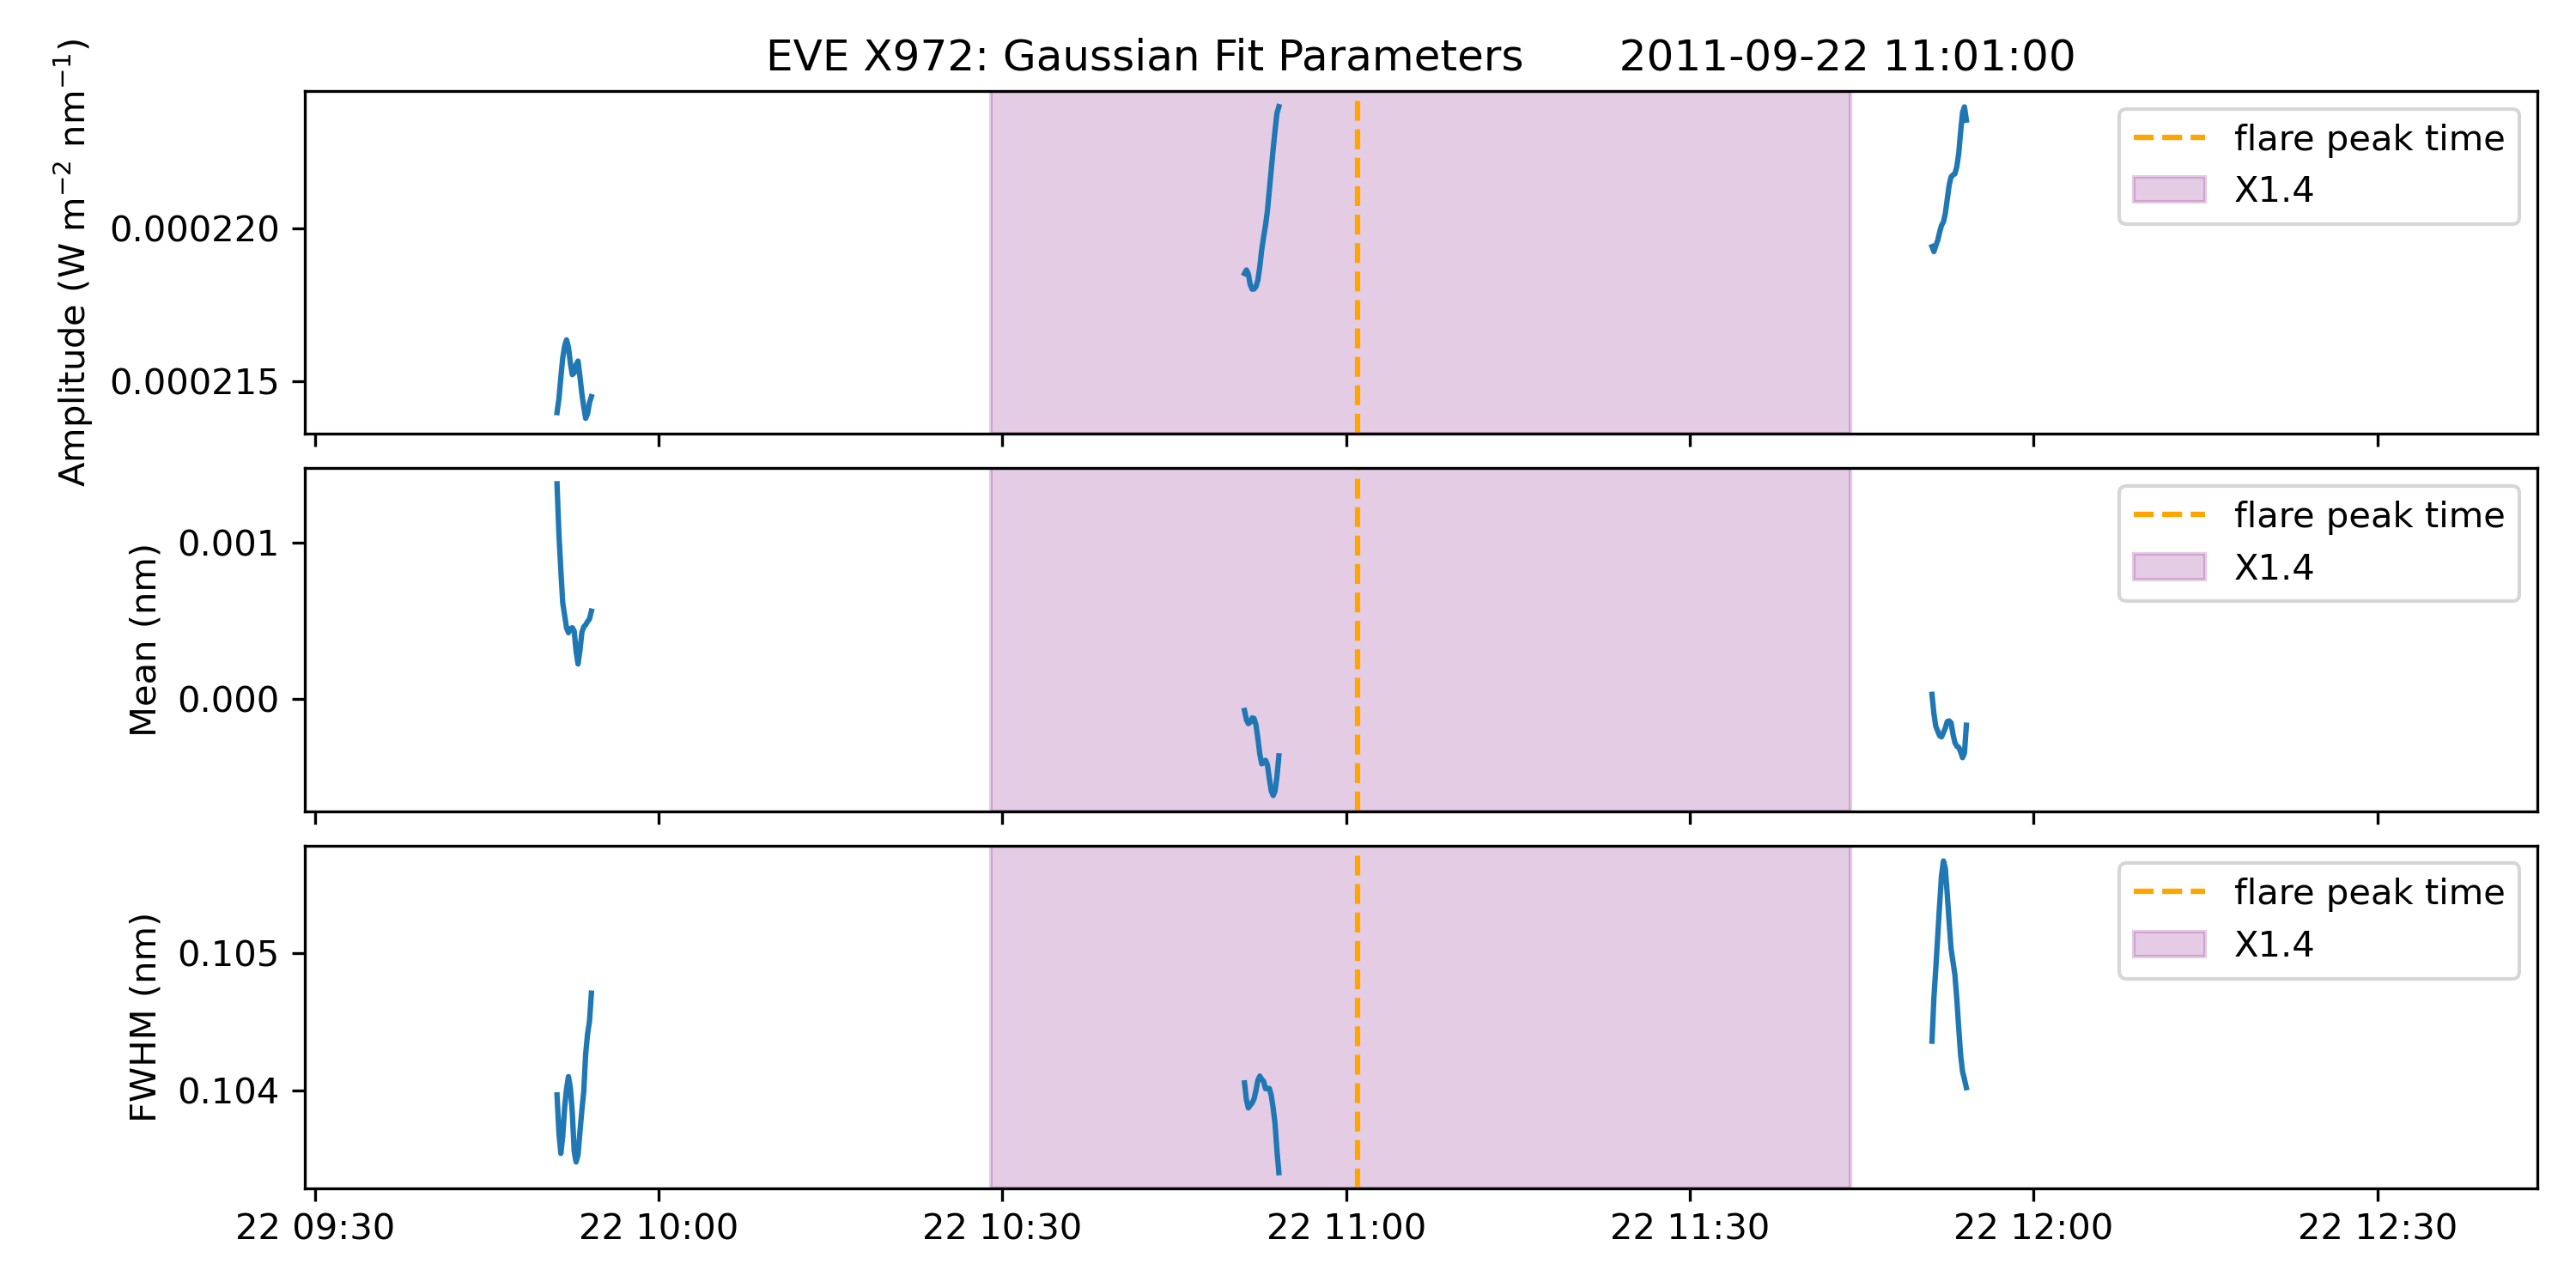 EVE X972: Gaussian Fit Parameters 2011-09-22 11:01:00
Amplitude (W m⁻² nm⁻¹)
0.000220
0.000215
flare peak time
X1.4
Mean (nm)
0.001
0.000
flare peak time
X1.4
FWHM (nm)
0.105
0.104
flare peak time
X1.4
22 09:30 22 10:00 22 10:30 22 11:00 22 11:30 22 12:00 22 12:30